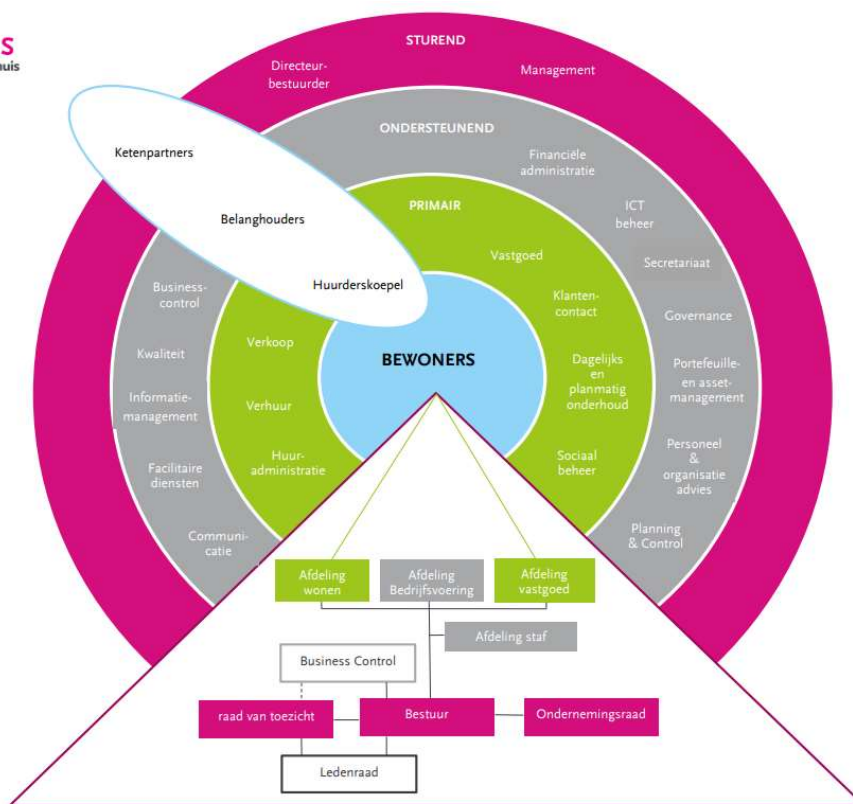 S
uis
STUREND
Directeur-
bestuurder
Management
ONDERSTEUNEND
Ketenpartners
Financiële
administratie
PRIMAIR
ICT
beheer
Belanghouders
Vastgoed
Secretariaat
Huurderskoepel
Business-
control
Klanten-
contact
Governance
Verkoop
Kwaliteit
BEWONERS
Dagelijks
en
planmatig
onderhoud
Portefeuille-
en asset-
management
Informatie-
management
Verhuur
Huur-
administratie
Sociaal
beheer
Personeel
&
organisatie
advies
Facilitaire
diensten
Communi-
catie
Planning
& Control
Afdeling
wonen
Afdeling
Bedrijfsvoering
Afdeling
vastgoed
Afdeling staf
Business Control
raad van toezicht
Bestuur
Ondernemingsraad
Ledenraad